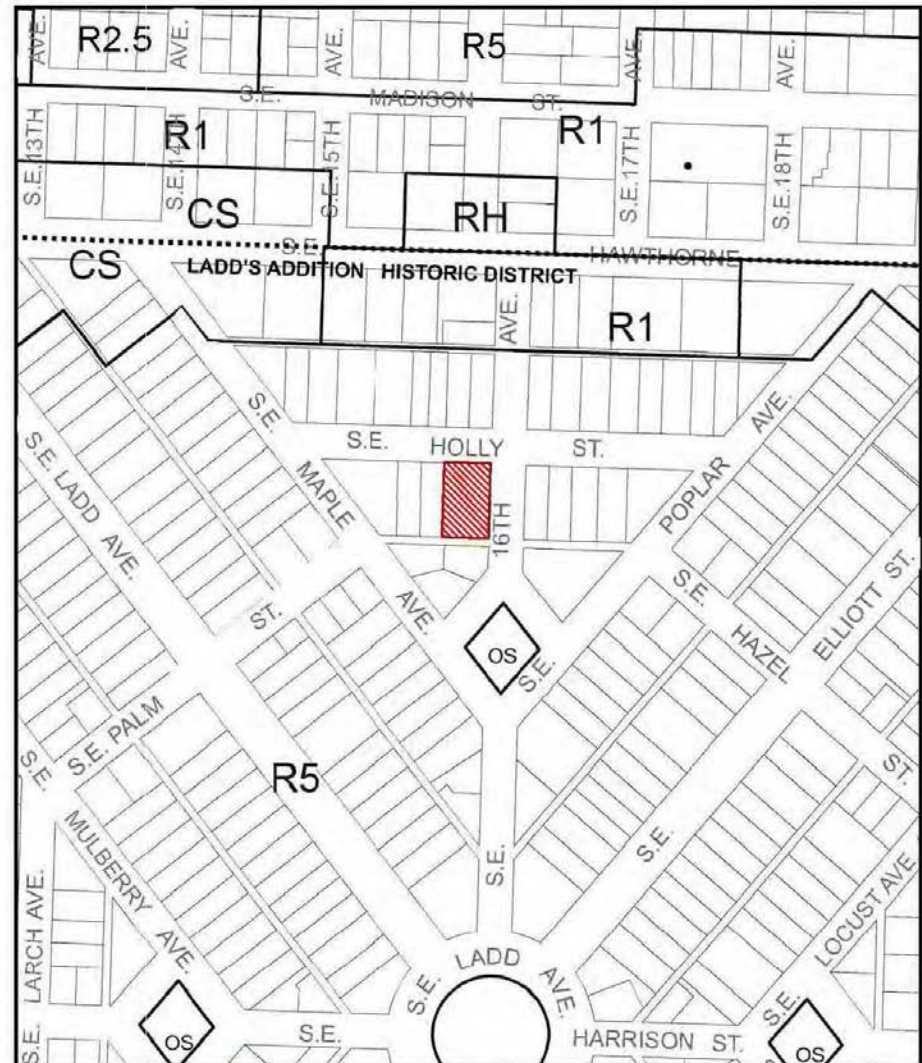 R2.5
R5
AVE.
AVE.
AVE.
AVE.
AVE.
S.E. MADISON ST.
R1
R1
S.E.13TH
S.E.14TH
S.E.15TH
S.E.17TH
S.E.18TH
CS
RH
S.E. HAWTHORNE
CS
LADD'S ADDITION HISTORIC DISTRICT
AVE.
R1
S.E. HOLLY ST.
16TH
S.E. MAPLE AVE.
S.E. POPLAR AVE.
S.E. LADD AVE.
ST.
OS
S.E. HAZEL ST.
ELLIOTT ST.
S.E. PALM
R5
S.E. MULBERRY AVE.
S.E.
S.E.
LARCH AVE.
S.E.
S.E. LOCUST AVE.
S.E. LADD AVE.
OS
S.E. HARRISON ST.
OS